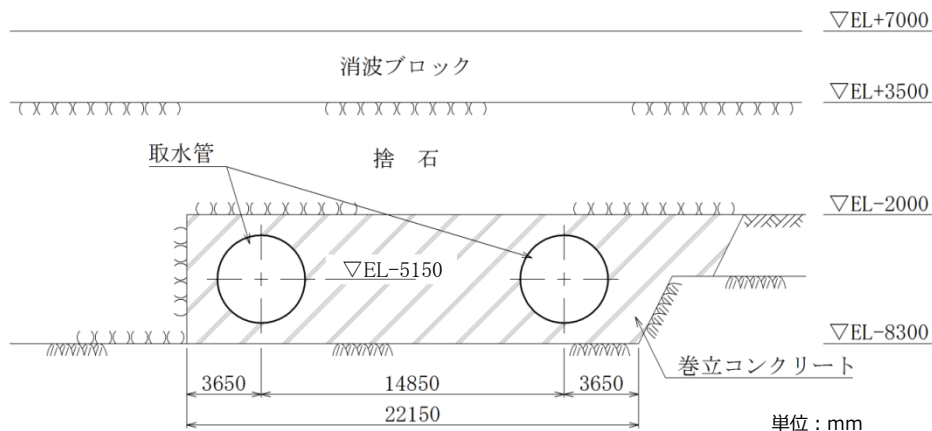 ▽EL+7000
消波ブロック
▽EL+3500
取水管
捨 石
▽EL-2000
▽EL-5150
▽EL-8300
巻立コンクリート
3650
14850
3650
22150
単位：mm